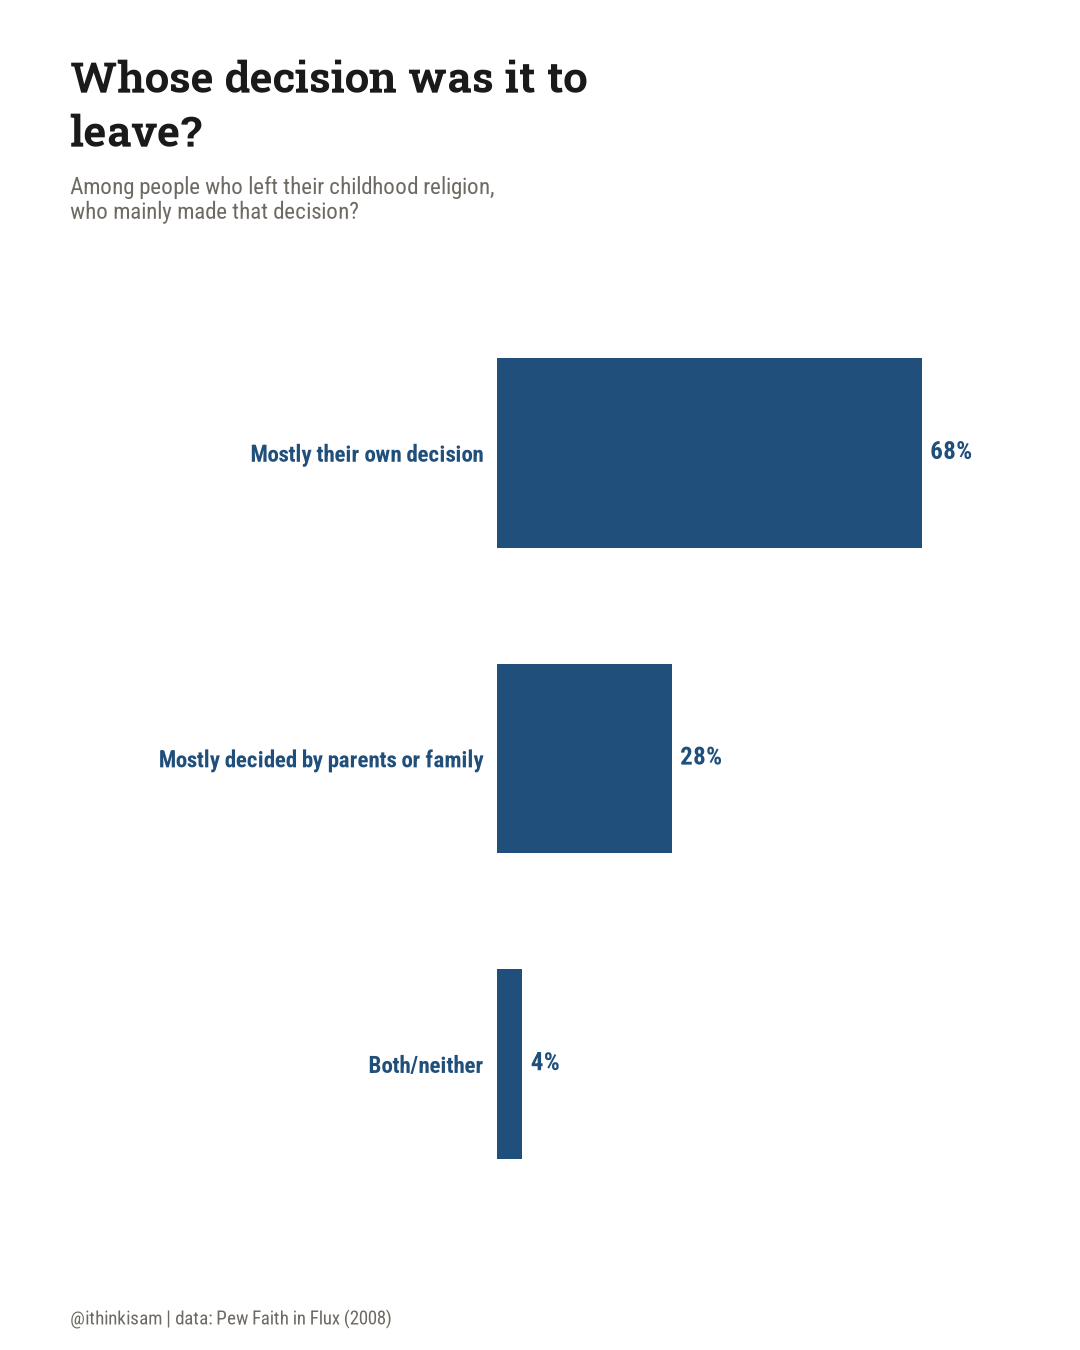 Whose decision was it to
leave?
Among people who left their childhood religion,
who mainly made that decision?
Mostly their own decision
68%
Mostly decided by parents or family
28%
Both/neither
4%
@ithinkisam | data: Pew Faith in Flux (2008)